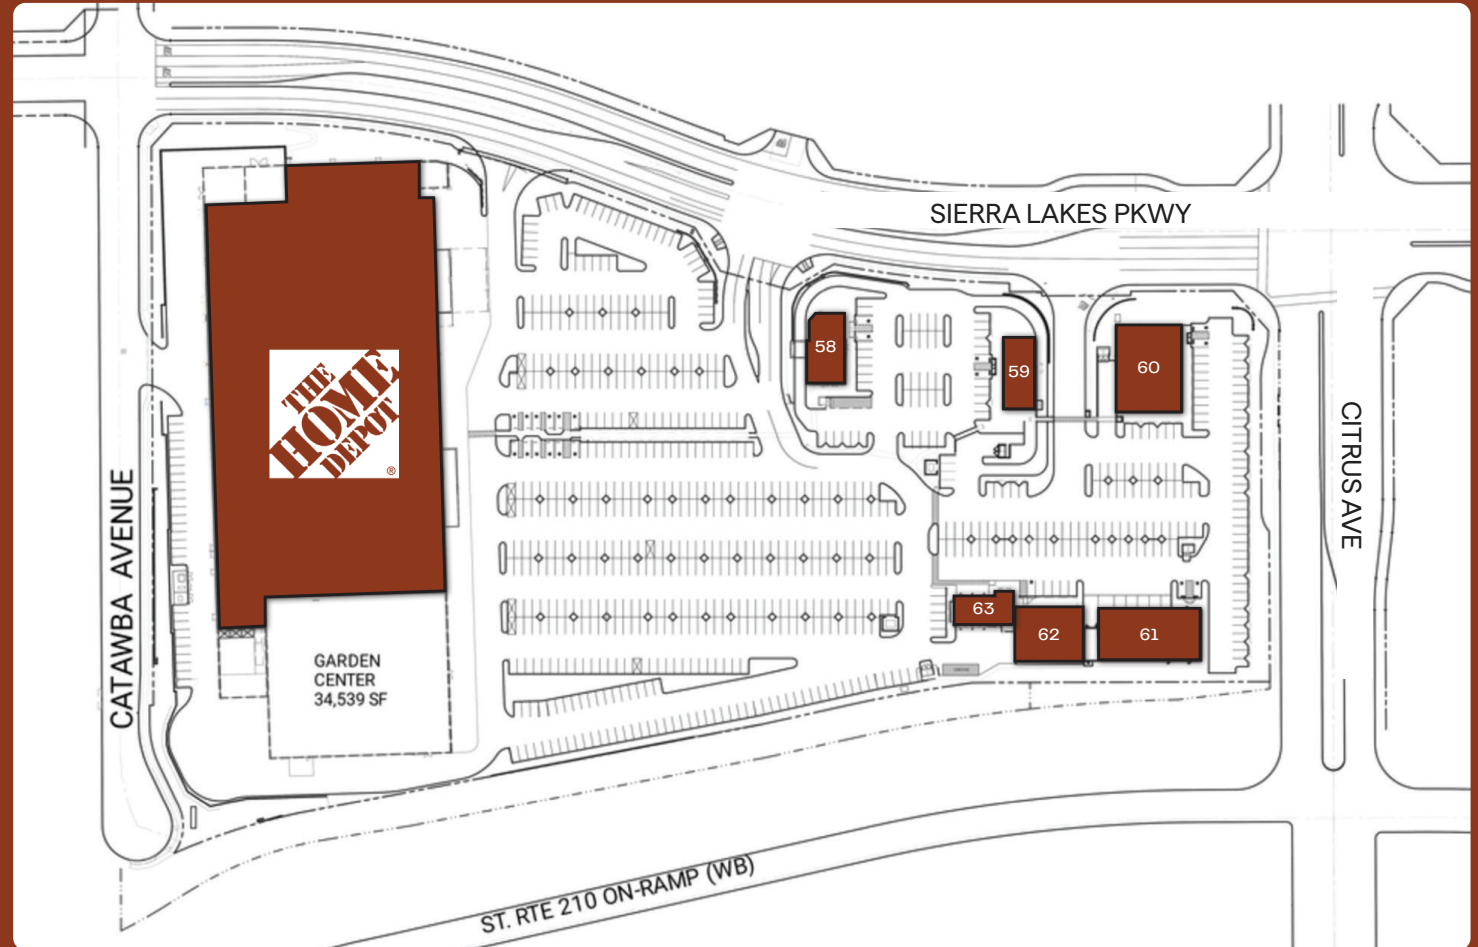 SIERRA LAKES PKWY
THE
HOME
DEPOT
®
58
59
60
CITRUS AVE
CATAWBA AVENUE
63
62
61
GARDEN
CENTER
34,539 SF
ST. RTE 210 ON-RAMP (WB)